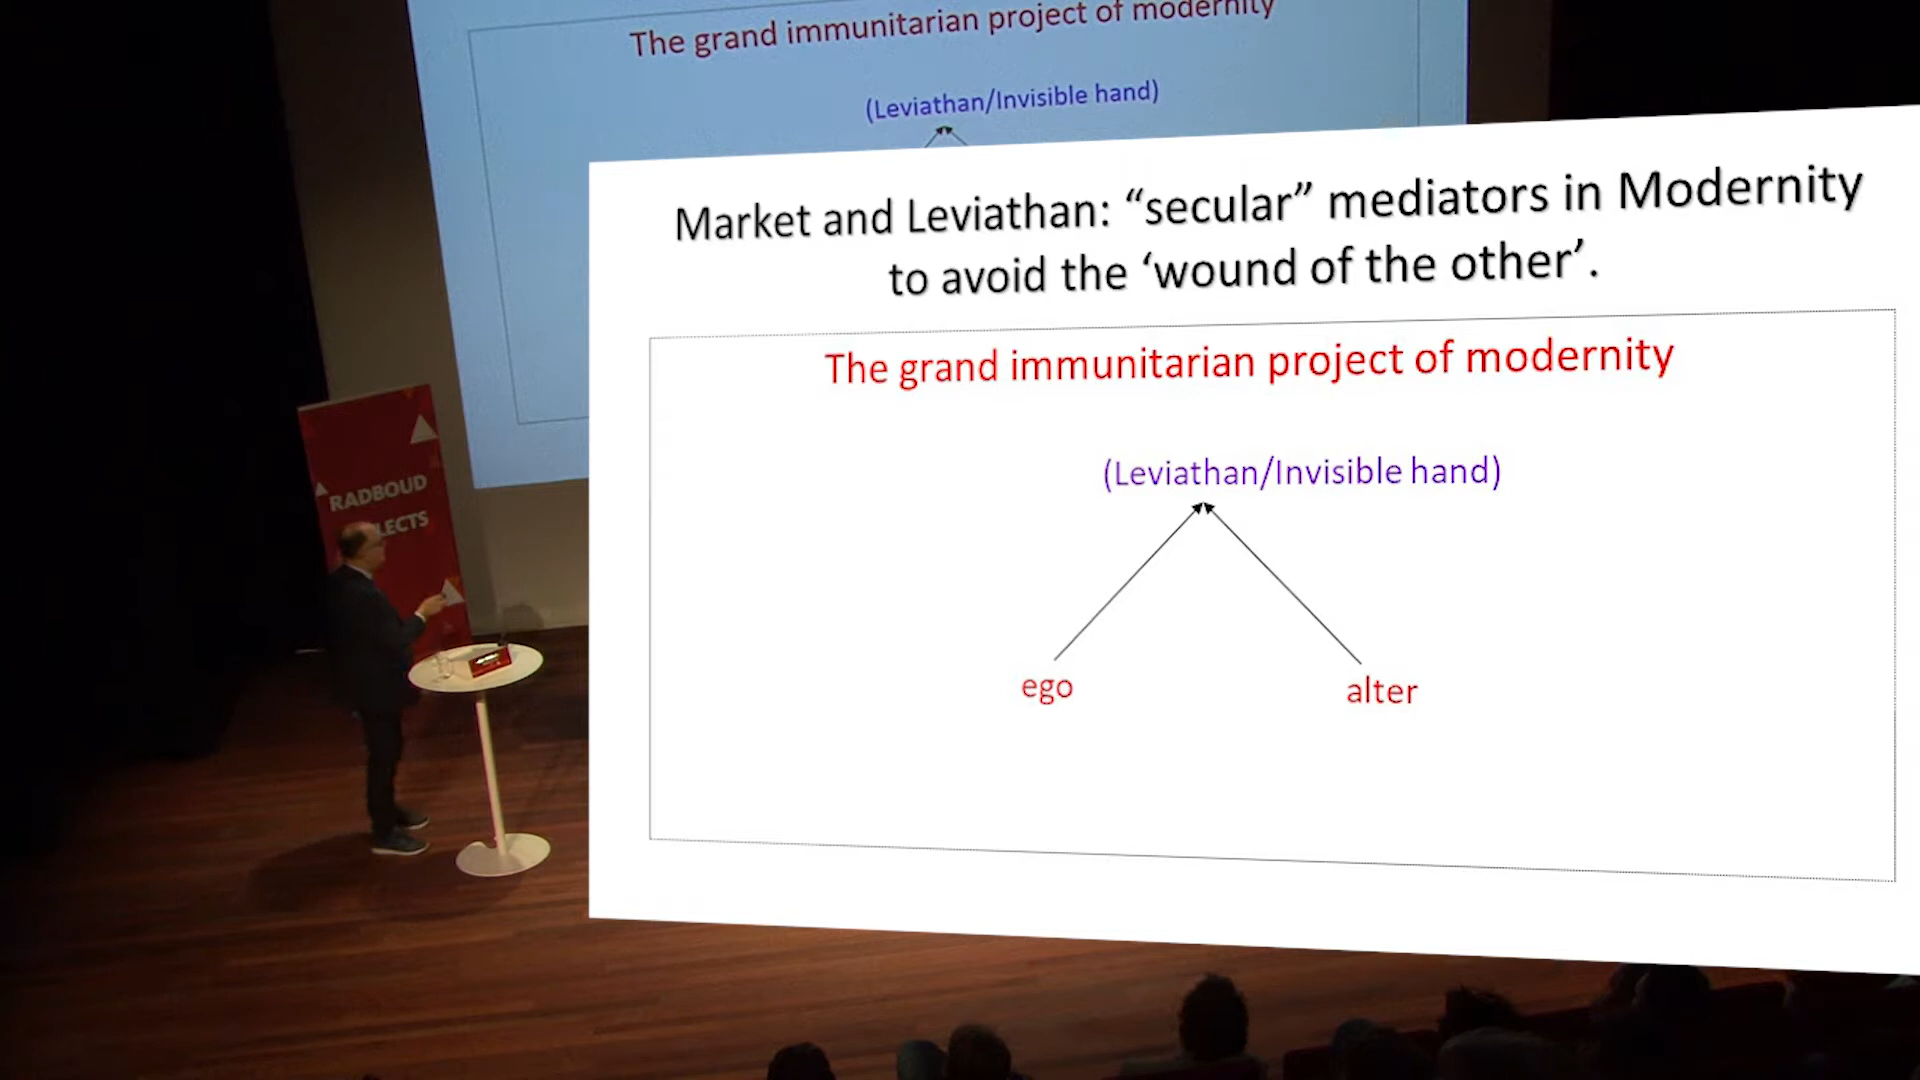 The grand immunitarian project of modernity
(Leviathan/Invisible hand)
Market and Leviathan: “secular” mediators in Modernity
to avoid the ‘wound of the other’.
The grand immunitarian project of modernity
(Leviathan/Invisible hand)
ego
alter
RADBOUD
LECTS